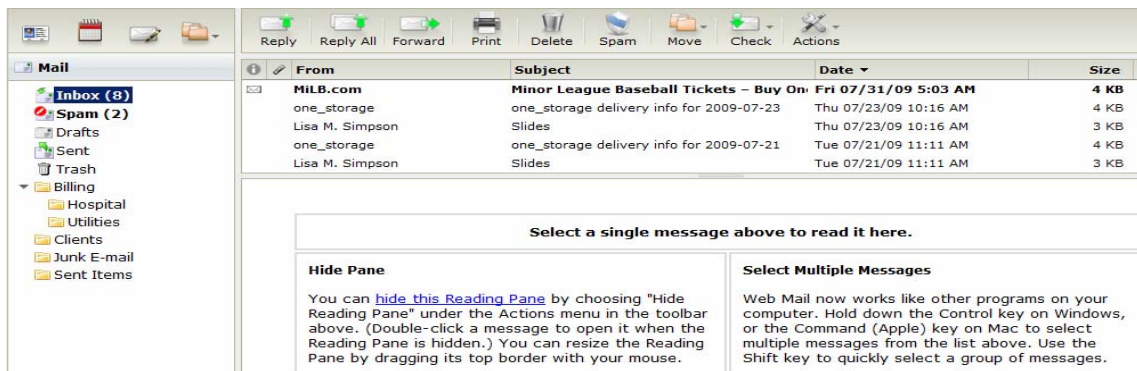 Reply Reply All Forward Print Delete Spam Move Check Actions
Mail
Inbox (8)
Spam (2)
Drafts
Sent
Trash
Billing
Hospital
Utilities
Clients
Junk E-mail
Sent Items
From Subject Date Size
MiLB.com Minor League Baseball Tickets – Buy On Fri 07/31/09 5:03 AM 4 KB
one_storage one_storage delivery info for 2009-07-23 Thu 07/23/09 10:16 AM 4 KB
Lisa M. Simpson Slides Thu 07/23/09 10:16 AM 3 KB
one_storage one_storage delivery info for 2009-07-21 Tue 07/21/09 11:11 AM 4 KB
Lisa M. Simpson Slides Tue 07/21/09 11:11 AM 3 KB
Select a single message above to read it here.
Hide Pane
You can hide this Reading Pane by choosing "Hide
Reading Pane" under the Actions menu in the toolbar
above. (Double-click a message to open it when the
Reading Pane is hidden.) You can resize the Reading
Pane by dragging its top border with your mouse.
Select Multiple Messages
Web Mail now works like other programs on your
computer. Hold down the Control key on Windows,
or the Command (Apple) key on Mac to select
multiple messages from the list above. Use the
Shift key to quickly select a group of messages.